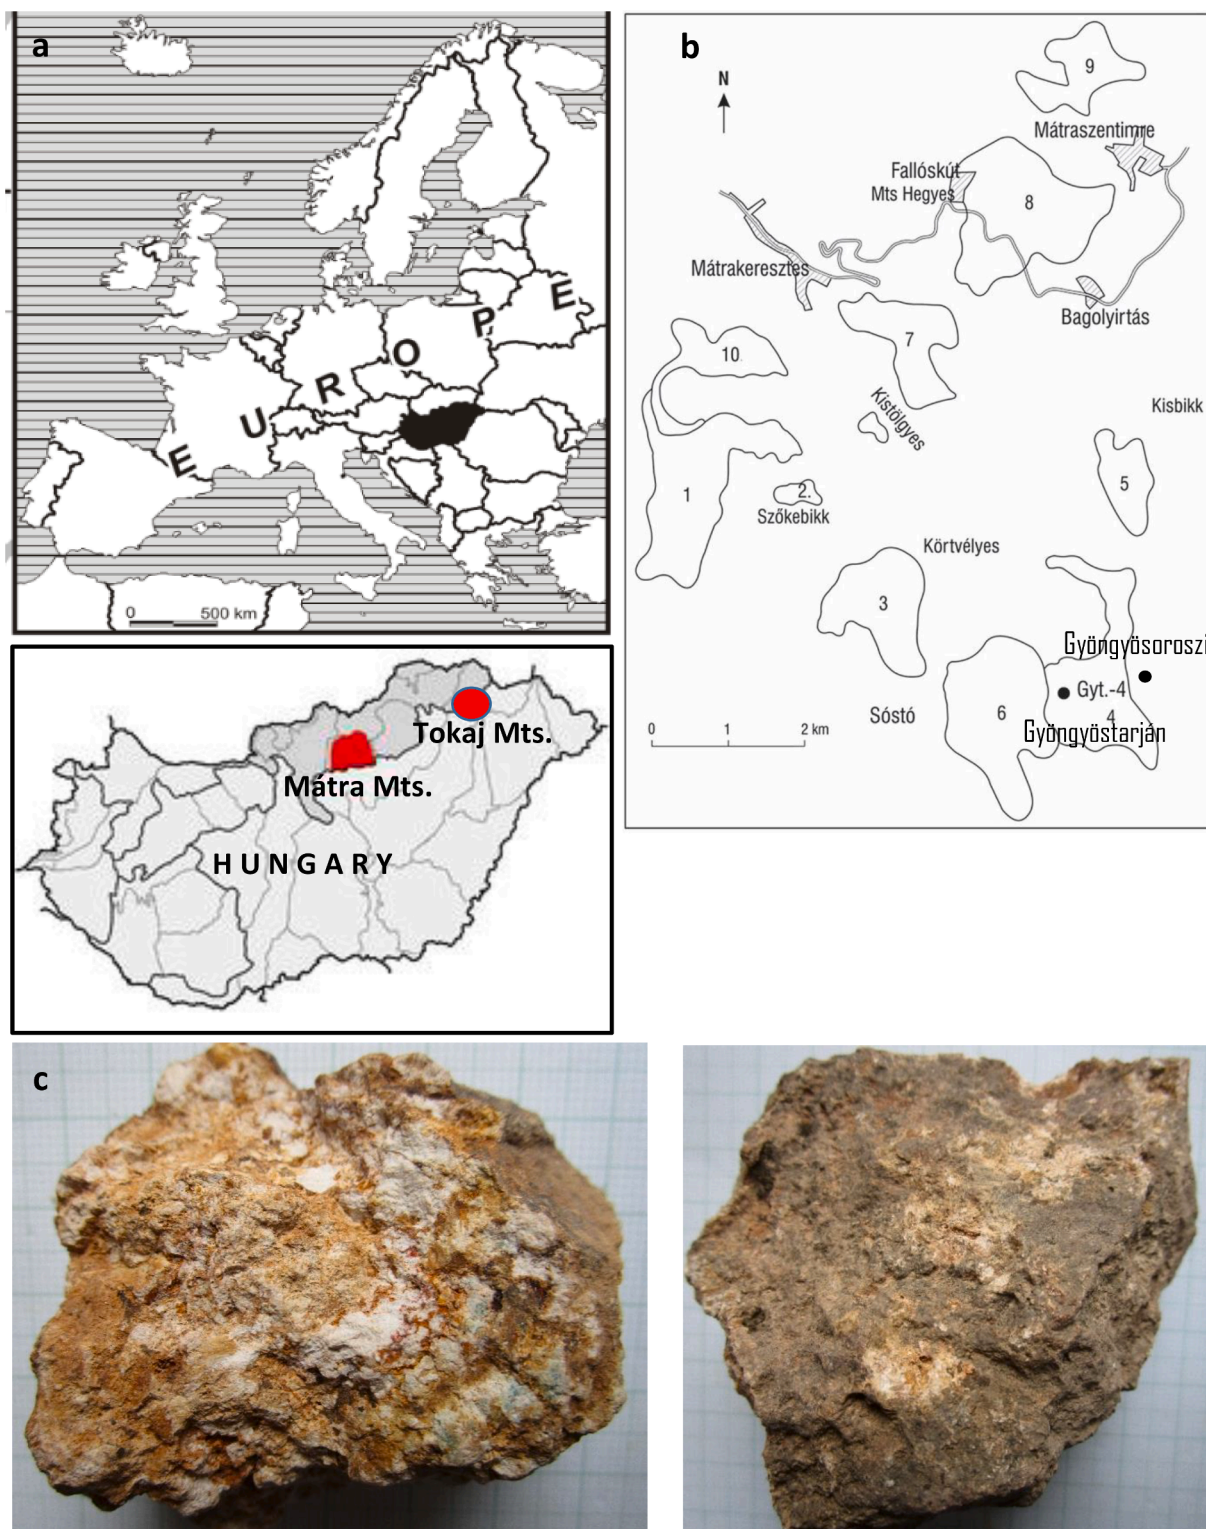 a
E U R O P E
0 500 km
Tokaj Mts.
Mátra Mts.
HUNGARY
b
N
9
Mátraszentimre
Fallóskút
Mts Hegyes
8
Mátrakeresztes
Bagolyirtás
7
10
Kistölgyes
Kisbikk
5
1
2.
Szőkebikk
Körtvélyes
3
Gyöngyösoroszi
Gyt.-4
6
4
Sóstó
Gyöngyöstarján
0 1 2 km
c